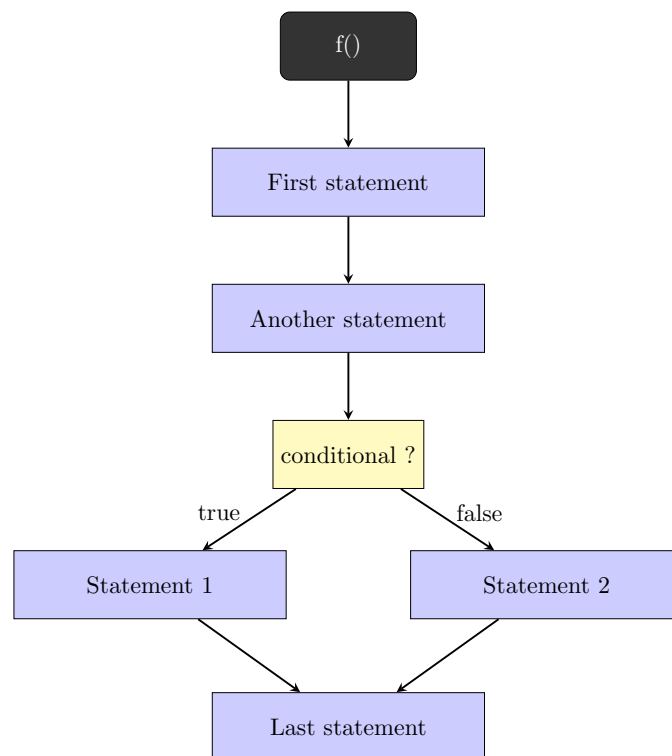 f()
First statement
Another statement
conditional ?
true
false
Statement 1
Statement 2
Last statement